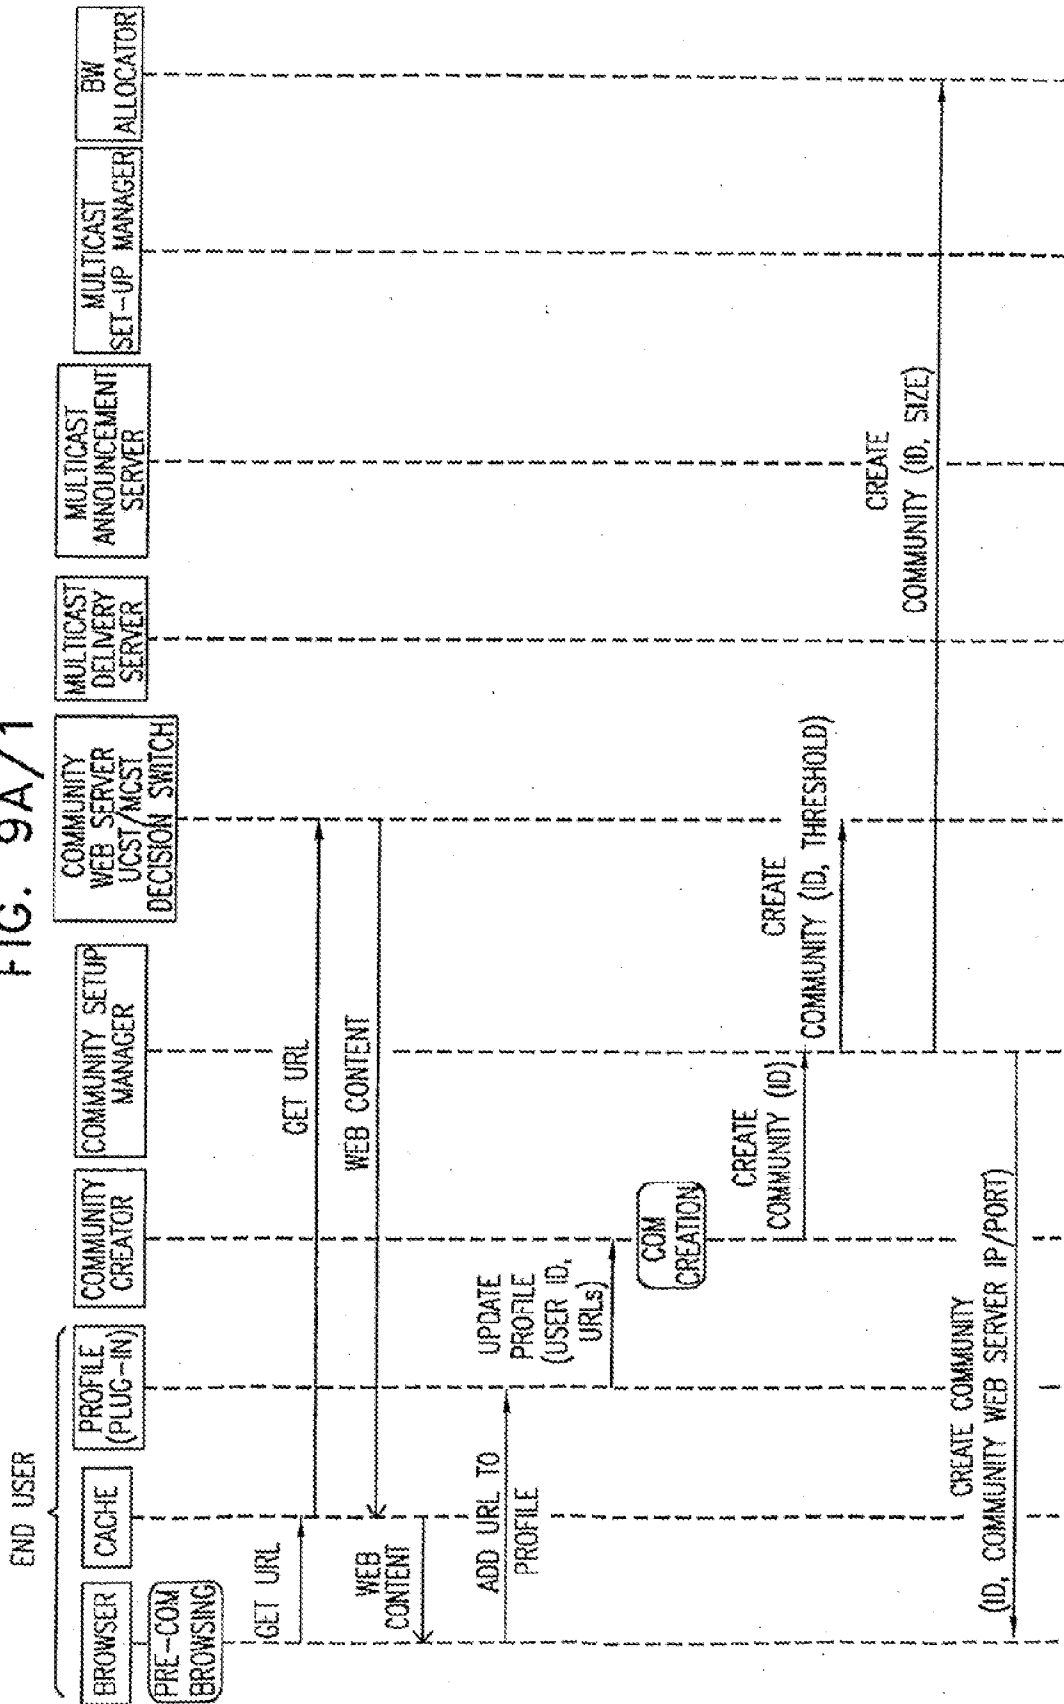 FIG. 9A/1
END USER
BROWSER
CACHE
PROFILE
(PLUG-IN)
COMMUNITY
CREATOR
COMMUNITY SETUP
MANAGER
COMMUNITY
WEB SERVER
UCST/MCST
DECISION SWITCH
MULTICAST
DELIVERY
SERVER
MULTICAST
ANNOUNCEMENT
SERVER
MULTICAST
SET-UP MANAGER
BW
ALLOCATOR
PRE-COM
BROWSING
GET URL
GET URL
WEB CONTENT
WEB
CONTENT
ADD URL TO
PROFILE
UPDATE
PROFILE
(USER ID,
URLs)
COM
CREATION
CREATE
COMMUNITY (ID)
CREATE
COMMUNITY (ID, THRESHOLD)
CREATE
COMMUNITY (ID, SIZE)
CREATE COMMUNITY
(ID, COMMUNITY WEB SERVER IP/PORT)